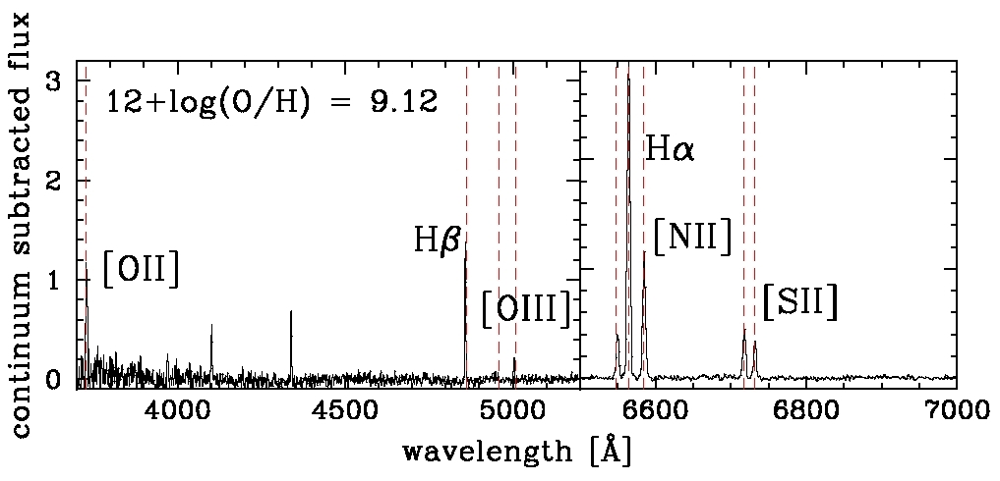 continuum subtracted flux
3
2
1
0
12+log(O/H) = 9.12
[OII]
Hβ
[OIII]
Hα
[NII]
[SII]
4000 4500 5000 6600 6800 7000
wavelength [Å]